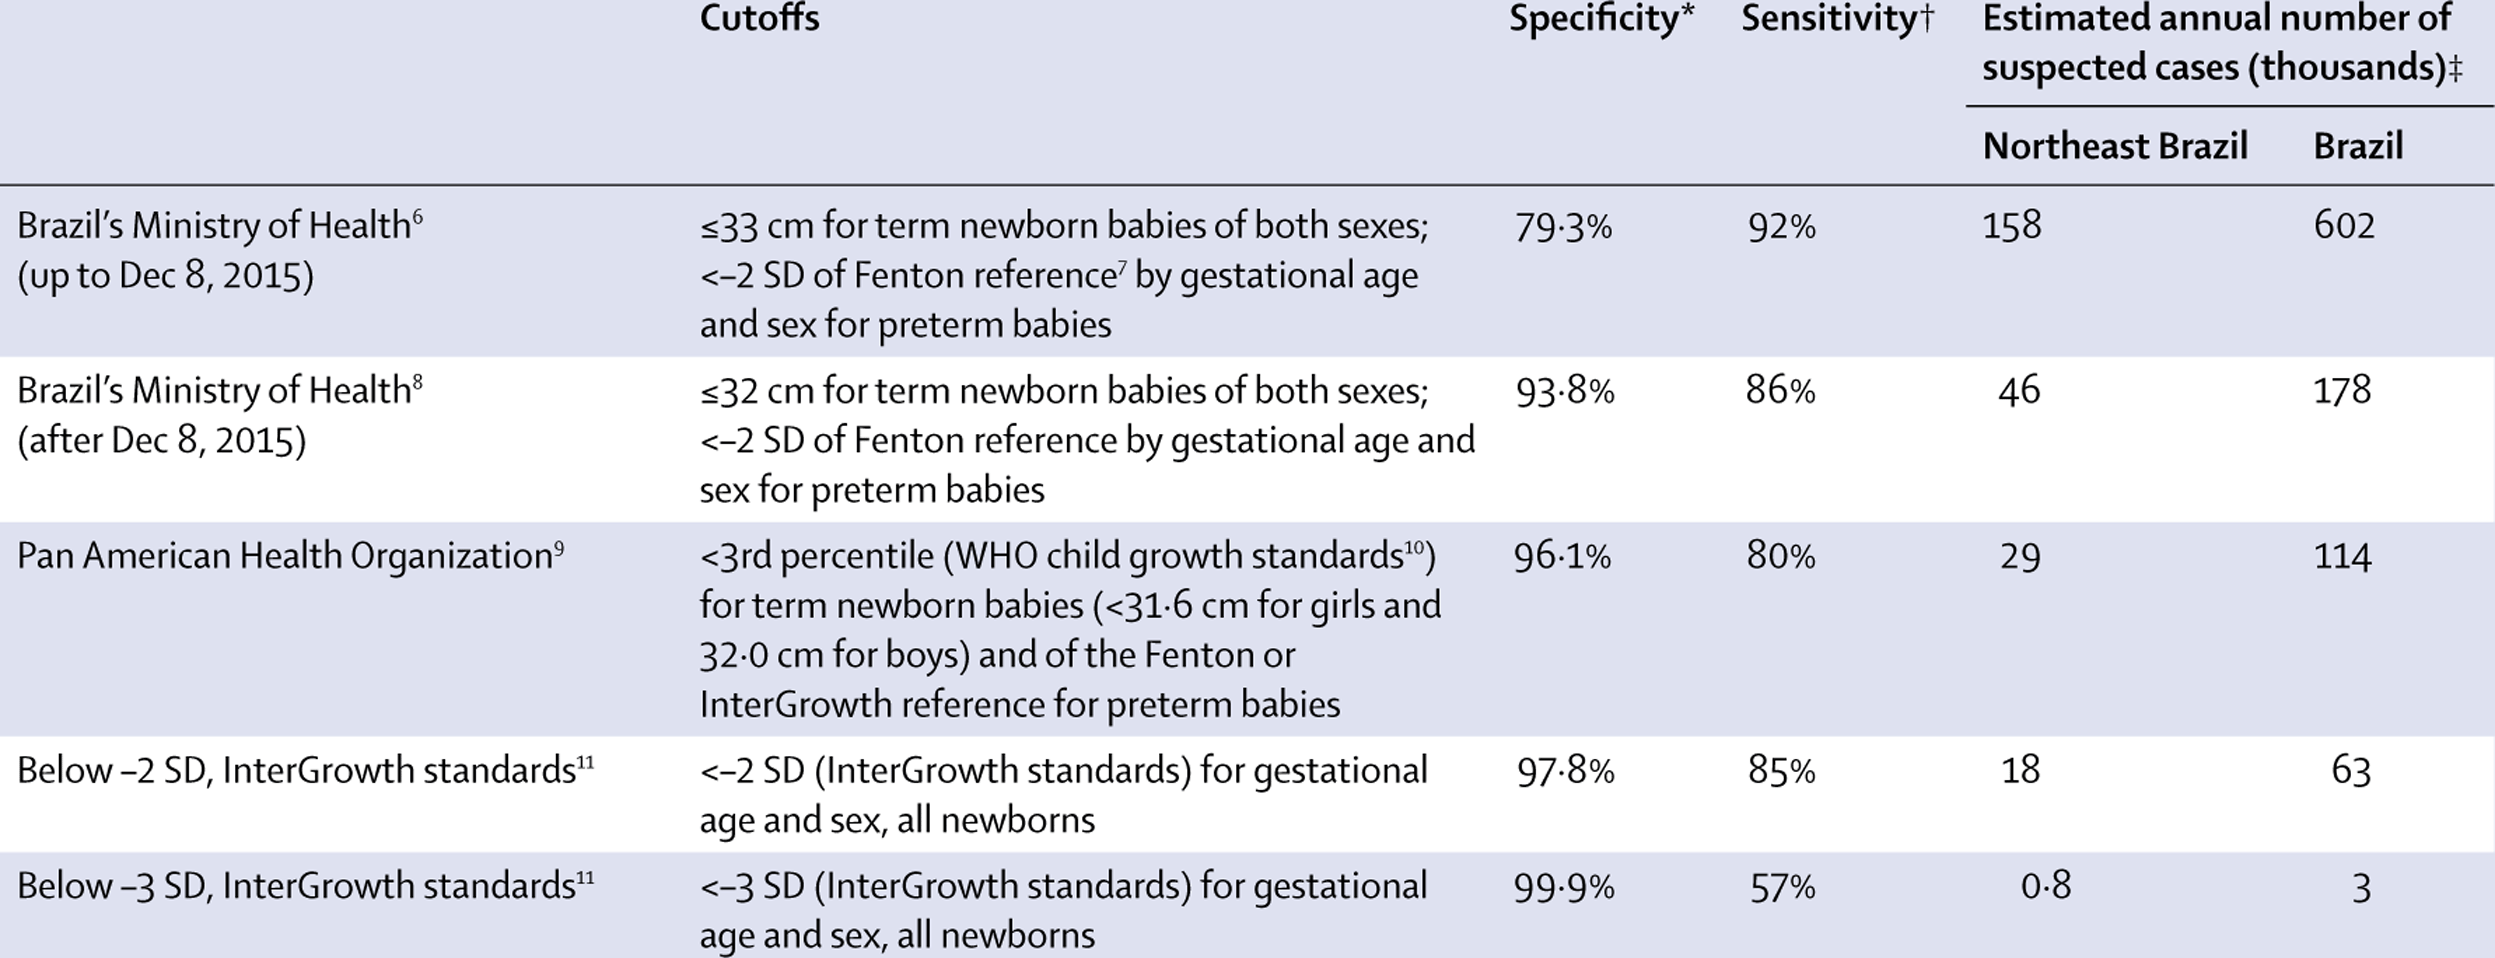 Cutoffs Specificity* Sensitivity† Estimated annual number of
suspected cases (thousands)‡
Northeast Brazil Brazil
Brazil’s Ministry of Health6 ≤33 cm for term newborn babies of both sexes; 79·3% 92% 158 602
(up to Dec 8, 2015) <–2 SD of Fenton reference7 by gestational age
and sex for preterm babies
Brazil’s Ministry of Health8 ≤32 cm for term newborn babies of both sexes; 93·8% 86% 46 178
(after Dec 8, 2015) <–2 SD of Fenton reference by gestational age and
sex for preterm babies
Pan American Health Organization9 <3rd percentile (WHO child growth standards10) 96·1% 80% 29 114
for term newborn babies (<31·6 cm for girls and
32·0 cm for boys) and of the Fenton or
InterGrowth reference for preterm babies
Below –2 SD, InterGrowth standards11 <–2 SD (InterGrowth standards) for gestational 97·8% 85% 18 63
age and sex, all newborns
Below –3 SD, InterGrowth standards11 <–3 SD (InterGrowth standards) for gestational 99·9% 57% 0·8 3
age and sex, all newborns